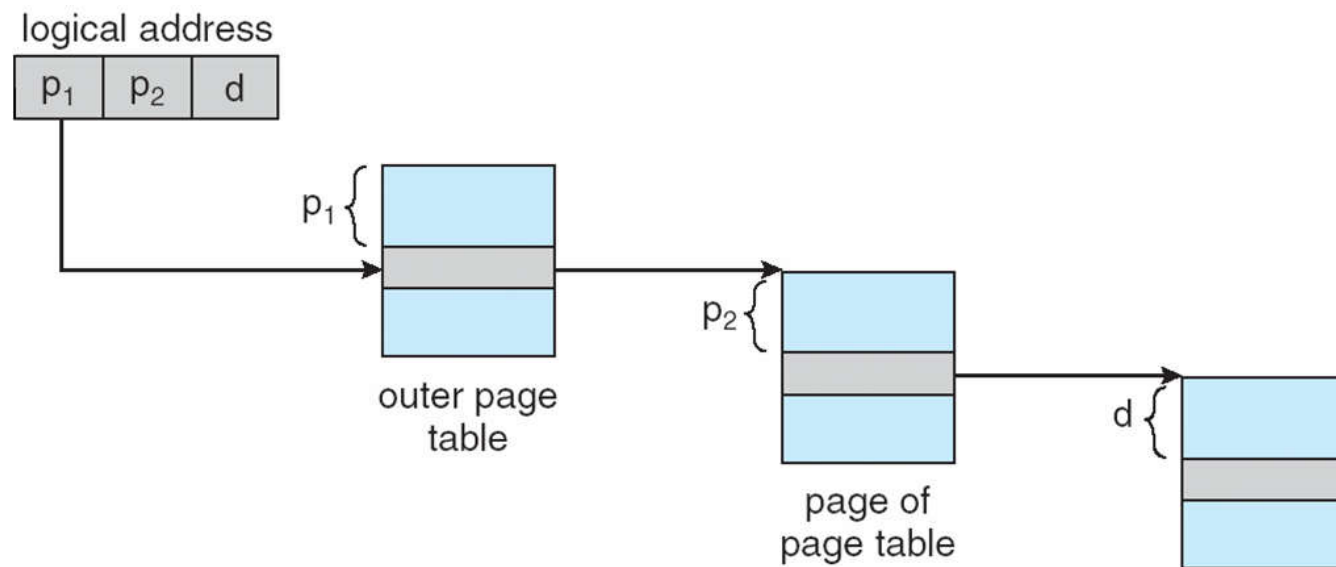 logical address
p₁ p₂ d
p₁
outer page
table
p₂
page of
page table
d